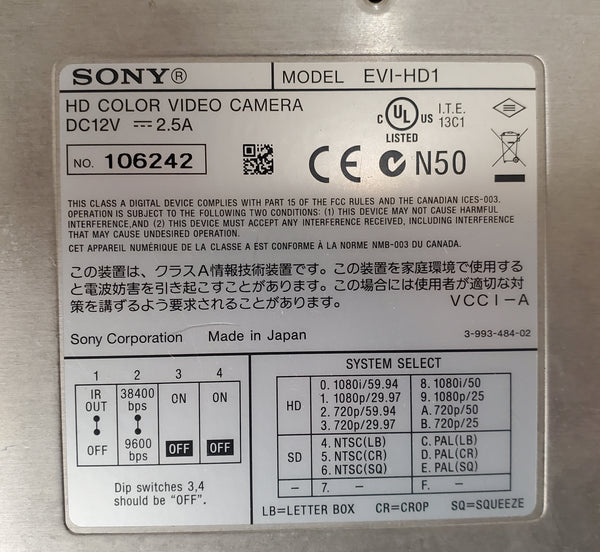 SONY® MODEL EVI-HD1
HD COLOR VIDEO CAMERA
DC12V ⎓ 2.5A
C UL US LISTED I.T.E. 13C1
NO. 106242
CE N50
THIS CLASS A DIGITAL DEVICE COMPLIES WITH PART 15 OF THE FCC RULES AND THE CANADIAN ICES-003.
OPERATION IS SUBJECT TO THE FOLLOWING TWO CONDITIONS: (1) THIS DEVICE MAY NOT CAUSE HARMFUL
INTERFERENCE,AND (2) THIS DEVICE MUST ACCEPT ANY INTERFERENCE RECEIVED, INCLUDING INTERFERENCE
THAT MAY CAUSE UNDESIRED OPERATION.
CET APPAREIL NUMÉRIQUE DE LA CLASSE A EST CONFORME À LA NORME NMB-003 DU CANADA.
この装置は、クラスA情報技術装置です。この装置を家庭環境で使用する
と電波妨害を引き起こすことがあります。この場合には使用者が適切な対
策を講ずるよう要求されることがあります。 VCCI-A
Sony Corporation Made in Japan 3-993-484-02
1 2 3 4
IR OUT 38400 bps ON ON
OFF 9600 bps OFF OFF
Dip switches 3,4
should be “OFF”.
SYSTEM SELECT
HD
0. 1080i/59.94 8. 1080i/50
1. 1080p/29.97 9. 1080p/25
2. 720p/59.94 A. 720p/50
3. 720p/29.97 B. 720p/25
SD
4. NTSC(LB) C. PAL(LB)
5. NTSC(CR) D. PAL(CR)
6. NTSC(SQ) E. PAL(SQ)
— 7. — F. —
LB=LETTER BOX CR=CROP SQ=SQUEEZE